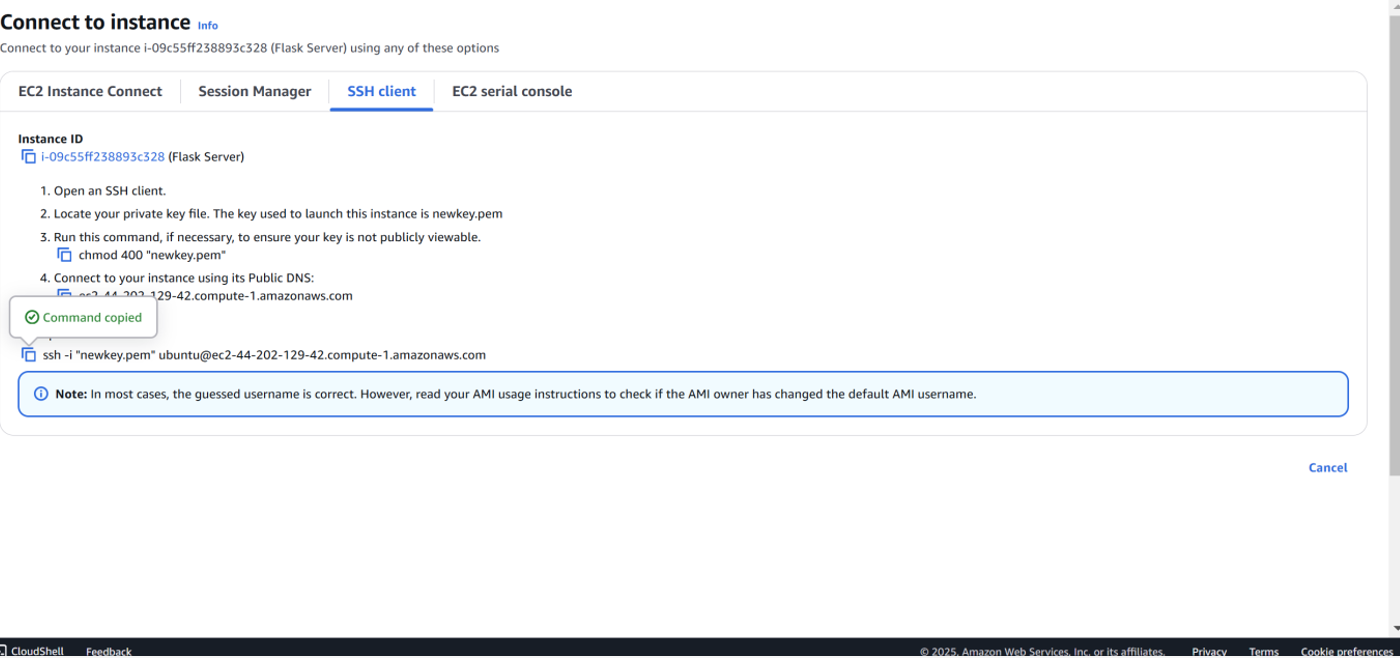 Connect to instance Info
Connect to your instance i-09c55ff238893c328 (Flask Server) using any of these options
EC2 Instance Connect Session Manager SSH client EC2 serial console
Instance ID
i-09c55ff238893c328 (Flask Server)
1. Open an SSH client.
2. Locate your private key file. The key used to launch this instance is newkey.pem
3. Run this command, if necessary, to ensure your key is not publicly viewable.
chmod 400 "newkey.pem"
4. Connect to your instance using its Public DNS:
ec2-44-202-129-42.compute-1.amazonaws.com
Command copied
ssh -i "newkey.pem" ubuntu@ec2-44-202-129-42.compute-1.amazonaws.com
Note: In most cases, the guessed username is correct. However, read your AMI usage instructions to check if the AMI owner has changed the default AMI username.
Cancel
CloudShell Feedback © 2025, Amazon Web Services, Inc. or its affiliates. Privacy Terms Cookie preferences